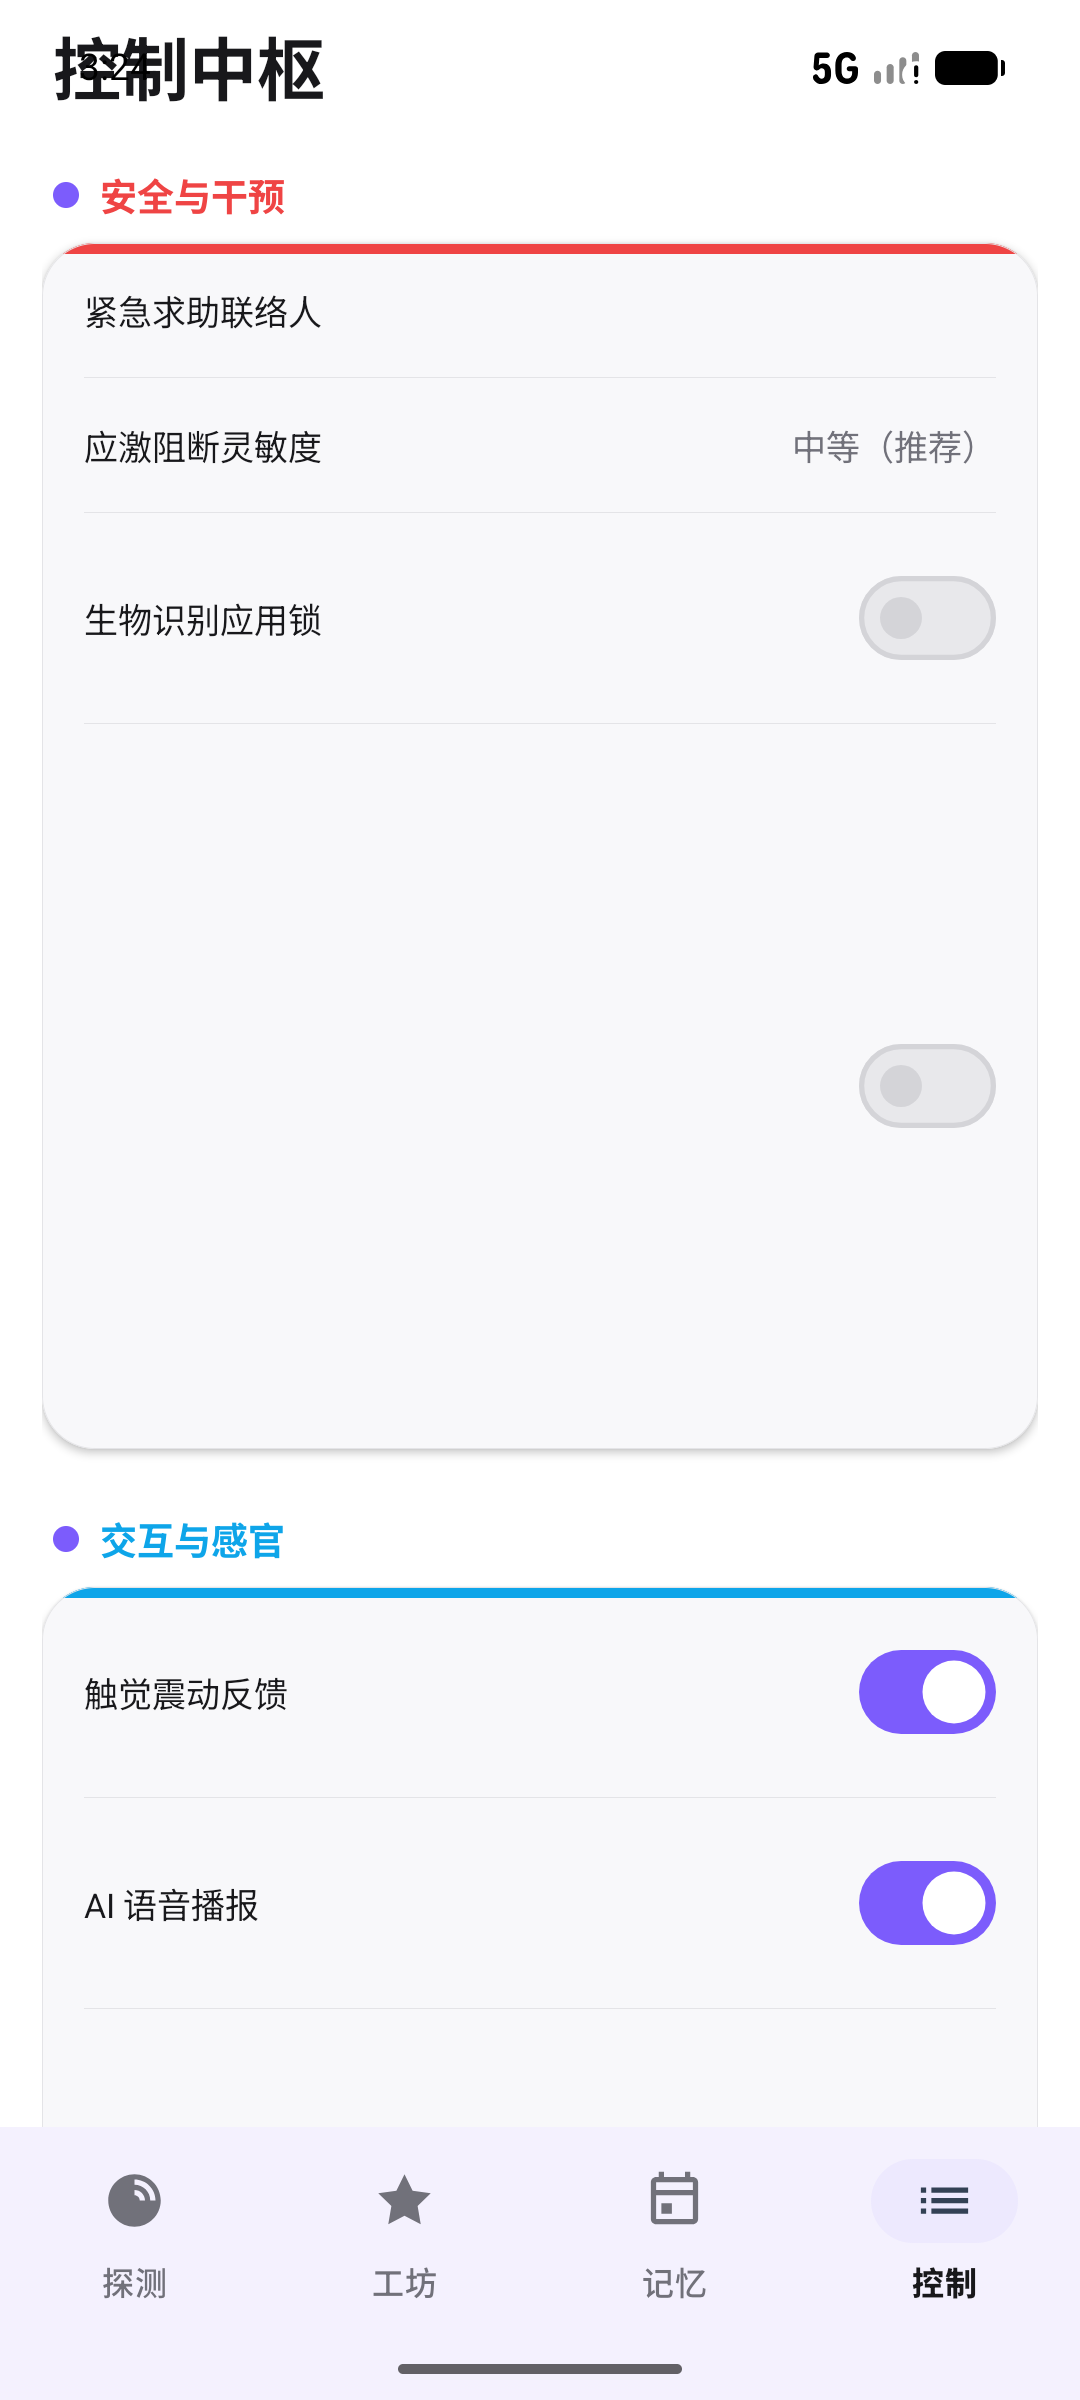 控制中枢
5G
安全与干预
紧急求助联络人
应激阻断灵敏度
中等（推荐）
生物识别应用锁
交互与感官
触觉震动反馈
AI 语音播报
探测
工坊
记忆
控制